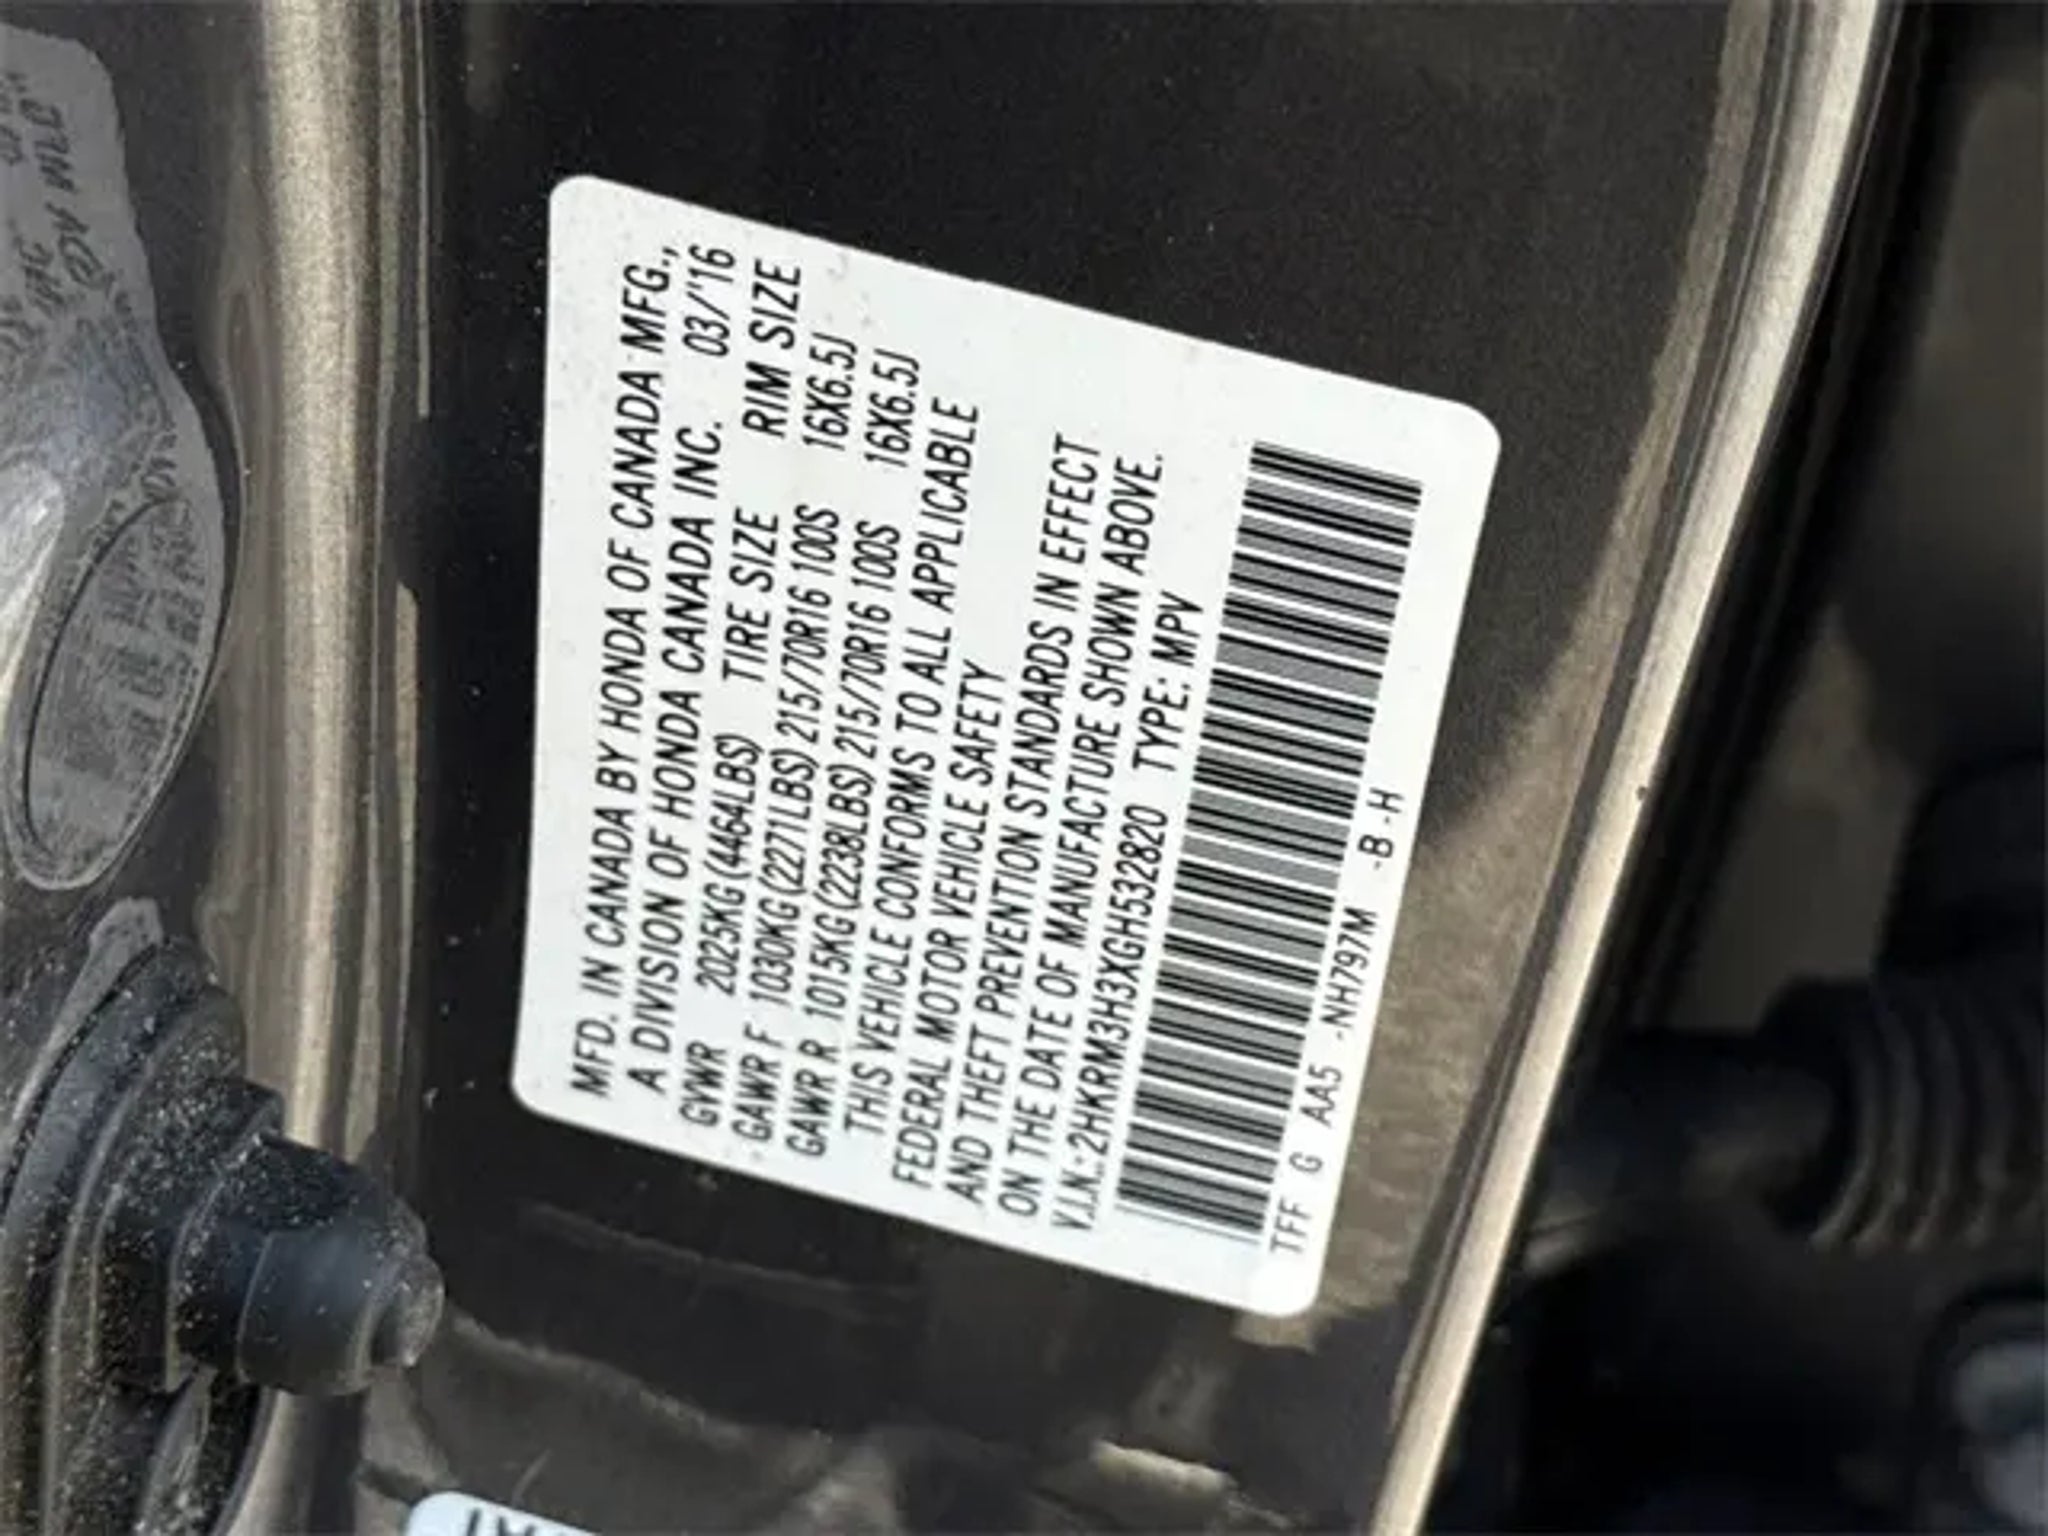 MFD. IN CANADA BY HONDA OF CANADA MFG.,
A DIVISION OF HONDA CANADA INC. 03/'16
GVWR 2025KG(4464LBS) TIRE SIZE RIM SIZE
GAWR F 1030KG(2271LBS) 215/70R16 100S 16X6.5J
GAWR R 1015KG(2238LBS) 215/70R16 100S 16X6.5J
THIS VEHICLE CONFORMS TO ALL APPLICABLE
FEDERAL MOTOR VEHICLE SAFETY
AND THEFT PREVENTION STANDARDS IN EFFECT
ON THE DATE OF MANUFACTURE SHOWN ABOVE.
V.I.N.:2HKRM3H3XGH532820 TYPE: MPV
TFF G AA5 -NH797M -B -H